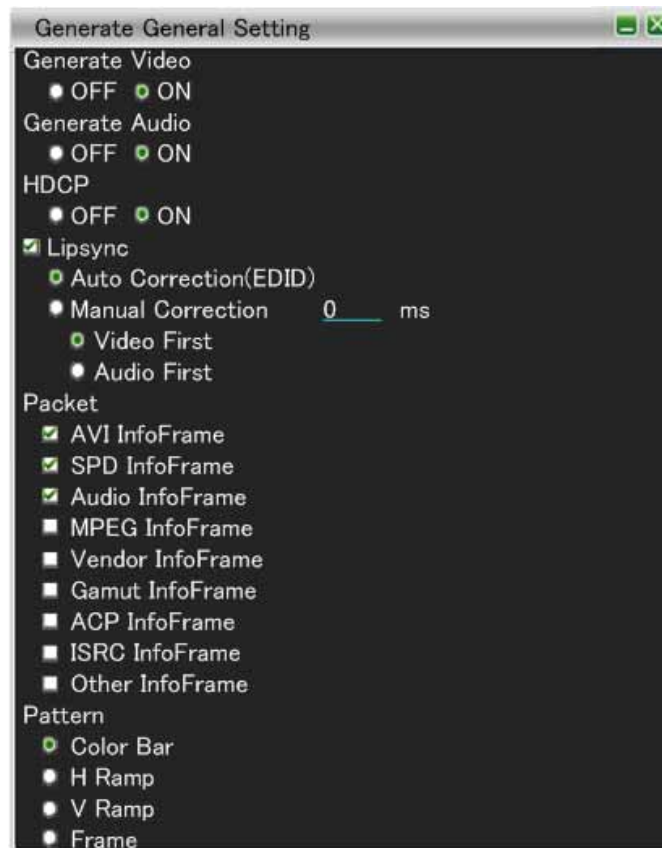 Generate General Setting
Generate Video
OFF ON
Generate Audio
OFF ON
HDCP
OFF ON
Lipsync
Auto Correction(EDID)
Manual Correction 0 ms
Video First
Audio First
Packet
AVI InfoFrame
SPD InfoFrame
Audio InfoFrame
MPEG InfoFrame
Vendor InfoFrame
Gamut InfoFrame
ACP InfoFrame
ISRC InfoFrame
Other InfoFrame
Pattern
Color Bar
H Ramp
V Ramp
Frame